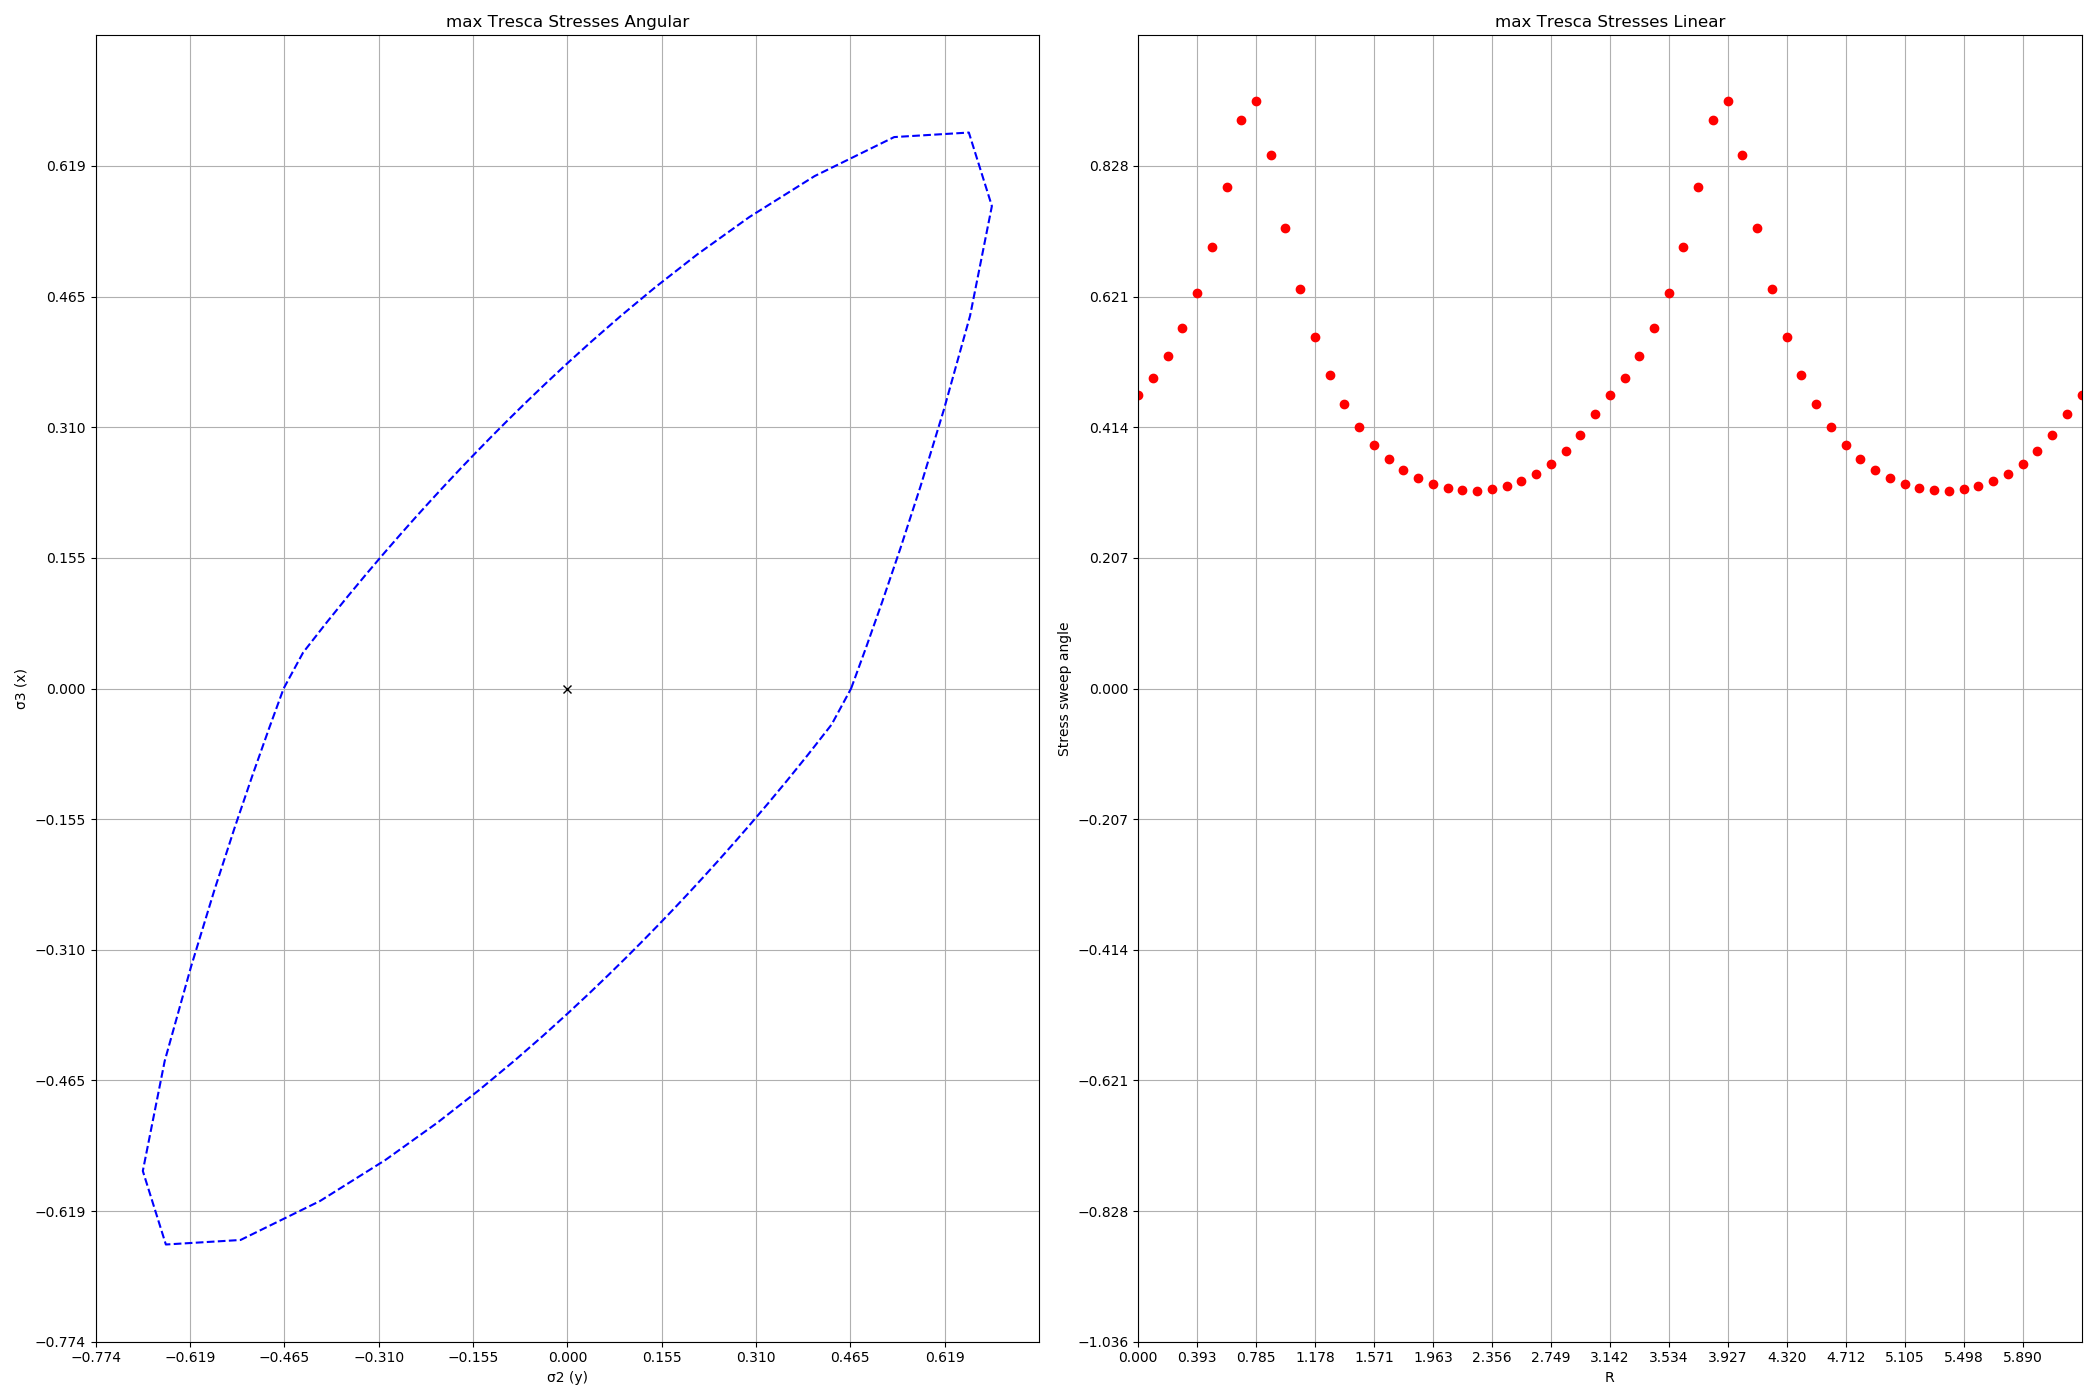 max Tresca Stresses Angular
0.619
0.465
0.310
0.155
0.000
−0.155
−0.310
−0.465
−0.619
−0.774
σ3 (x)
−0.774 −0.619 −0.465 −0.310 −0.155 0.000 0.155 0.310 0.465 0.619
σ2 (y)
max Tresca Stresses Linear
0.828
0.621
0.414
0.207
0.000
−0.207
−0.414
−0.621
−0.828
−1.036
Stress sweep angle
0.000 0.393 0.785 1.178 1.571 1.963 2.356 2.749 3.142 3.534 3.927 4.320 4.712 5.105 5.498 5.890
R